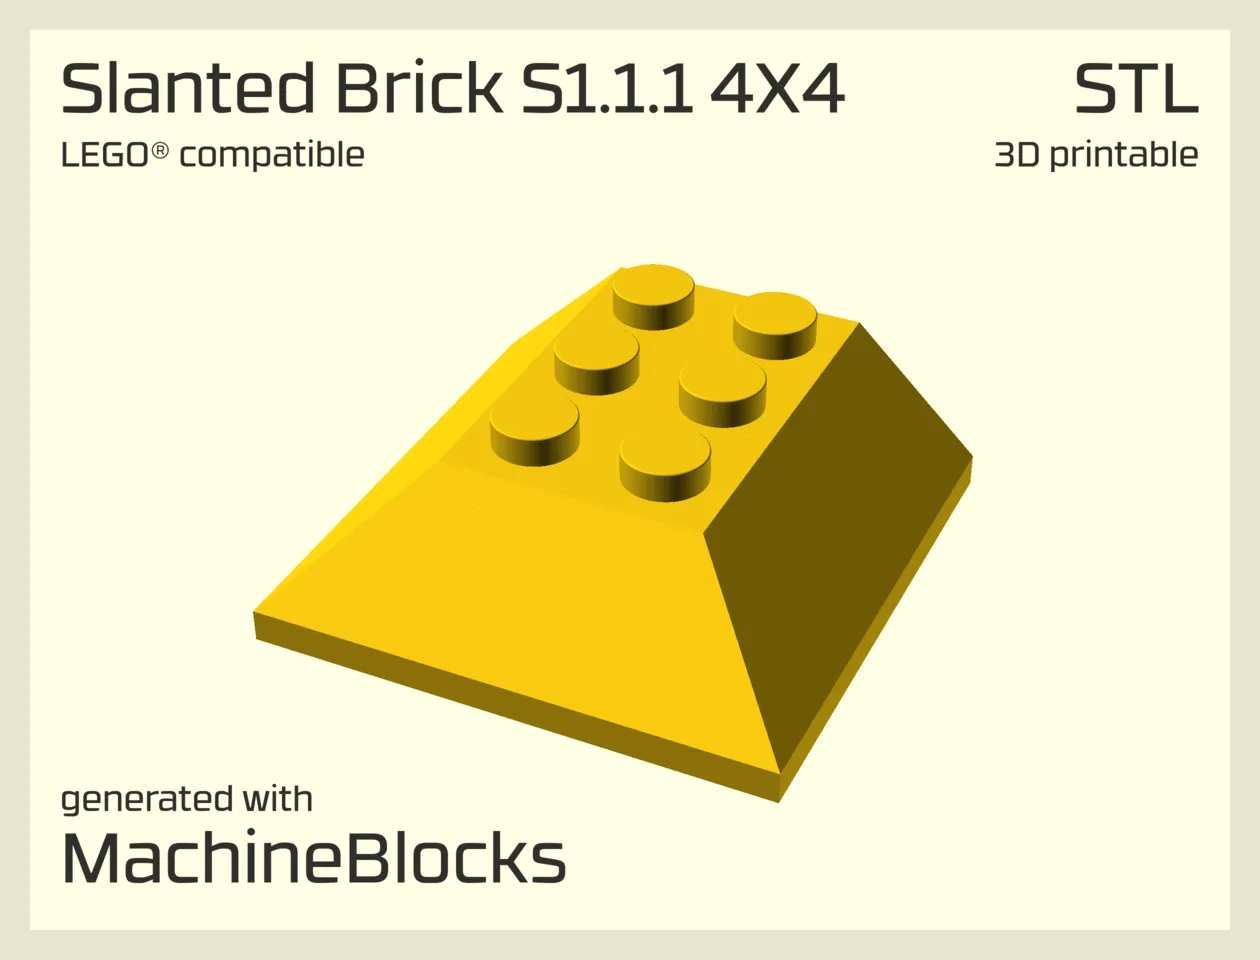 Slanted Brick S1.1.1 4X4
STL
LEGO® compatible
3D printable
generated with
MachineBlocks